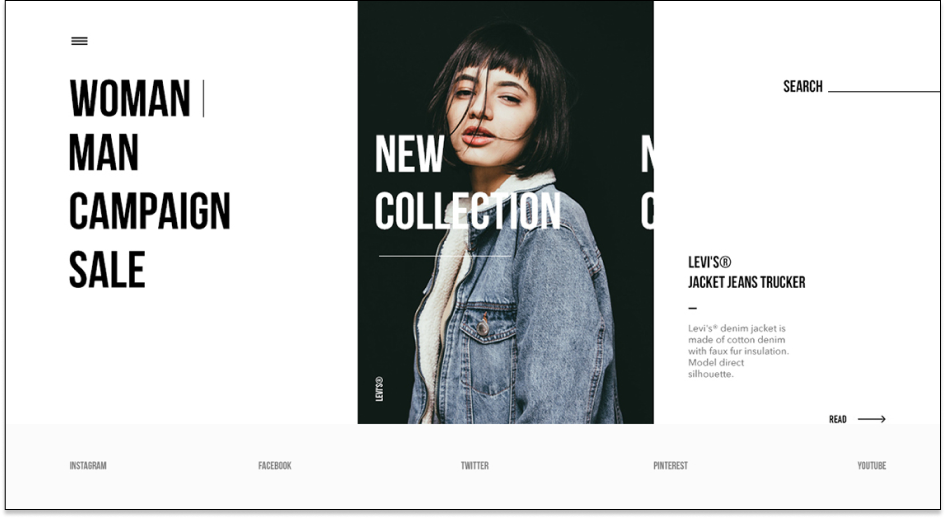 WOMAN
MAN
CAMPAIGN
SALE
NEW
COLLECTION
N
C
LEVI'S®
SEARCH
LEVI'S®
JACKET JEANS TRUCKER
Levi's® denim jacket is
made of cotton denim
with faux fur insulation.
Model direct
silhouette.
READ
INSTAGRAM
FACEBOOK
TWITTER
PINTEREST
YOUTUBE